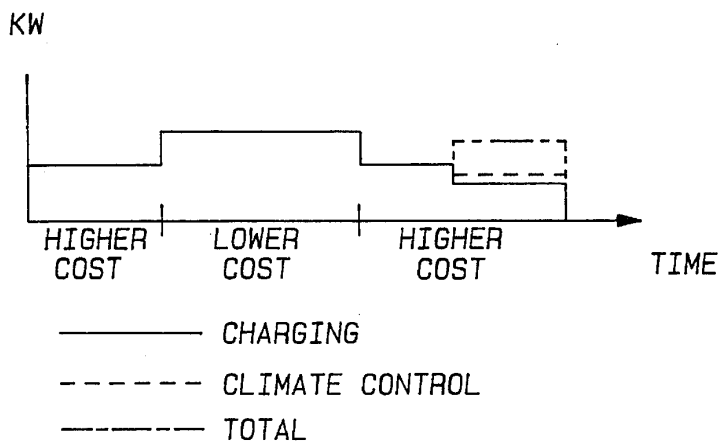 KW
HIGHER COST
LOWER COST
HIGHER COST
TIME
CHARGING
CLIMATE CONTROL
TOTAL